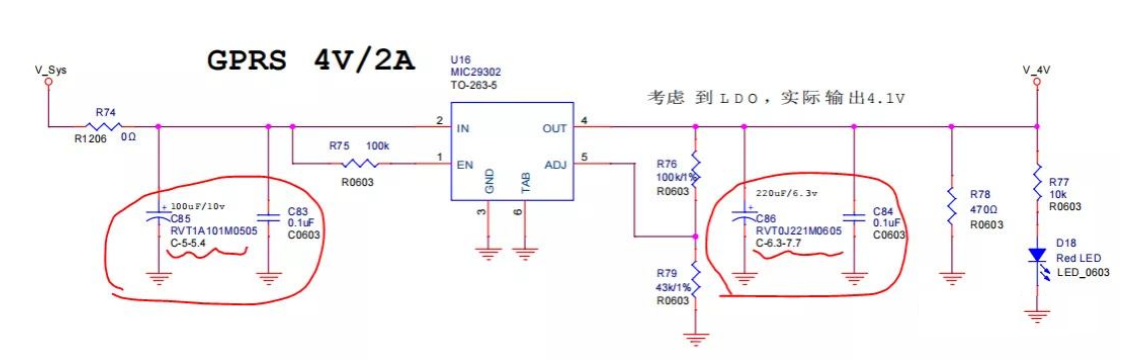 GPRS 4V/2A
U16
MIC29302
TO-263-5
V_Sys
V_4V
考虑 到 LDO，实际 输出4.1V
R74
R1206 0Ω
2 IN
OUT 4
R75 100k
R0603
1 EN
ADJ 5
GND
TAB
3
6
R76
100k/1%
R0603
R79
43k/1%
R0603
+ 100uF/10v
C85
RVT1A101M0505
C-5-5.4
C83
0.1uF
C0603
220uF/6.3v
+
C86
RVT0J221M0605
C-6.3-7.7
C84
0.1uF
C0603
R78
470Ω
R0603
R77
10k
R0603
D18
Red LED
LED_0603